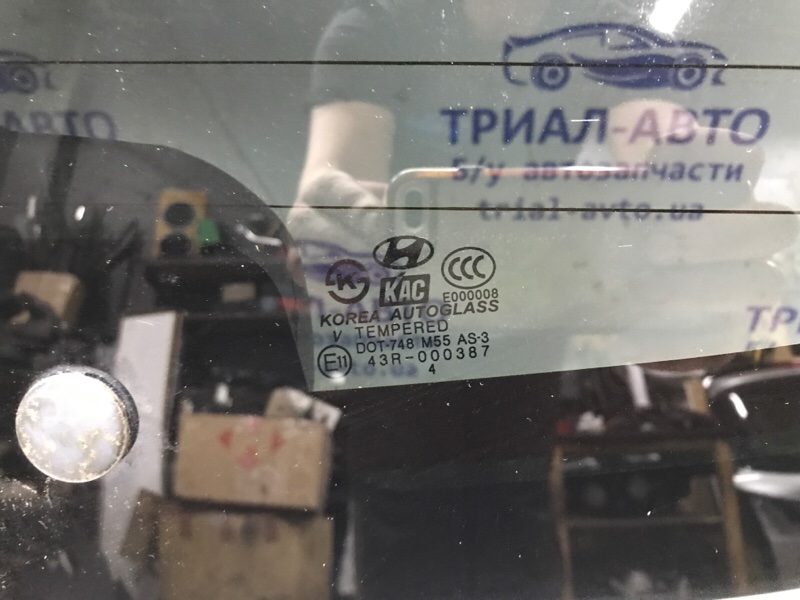 ТРИАЛ-АВТО
Б/у автозапчасти
trial-avto.ua
KAC
CCC
E000008
KOREA AUTOGLASS
V TEMPERED
DOT-748 M55 AS-3
E11 43R-000387
4